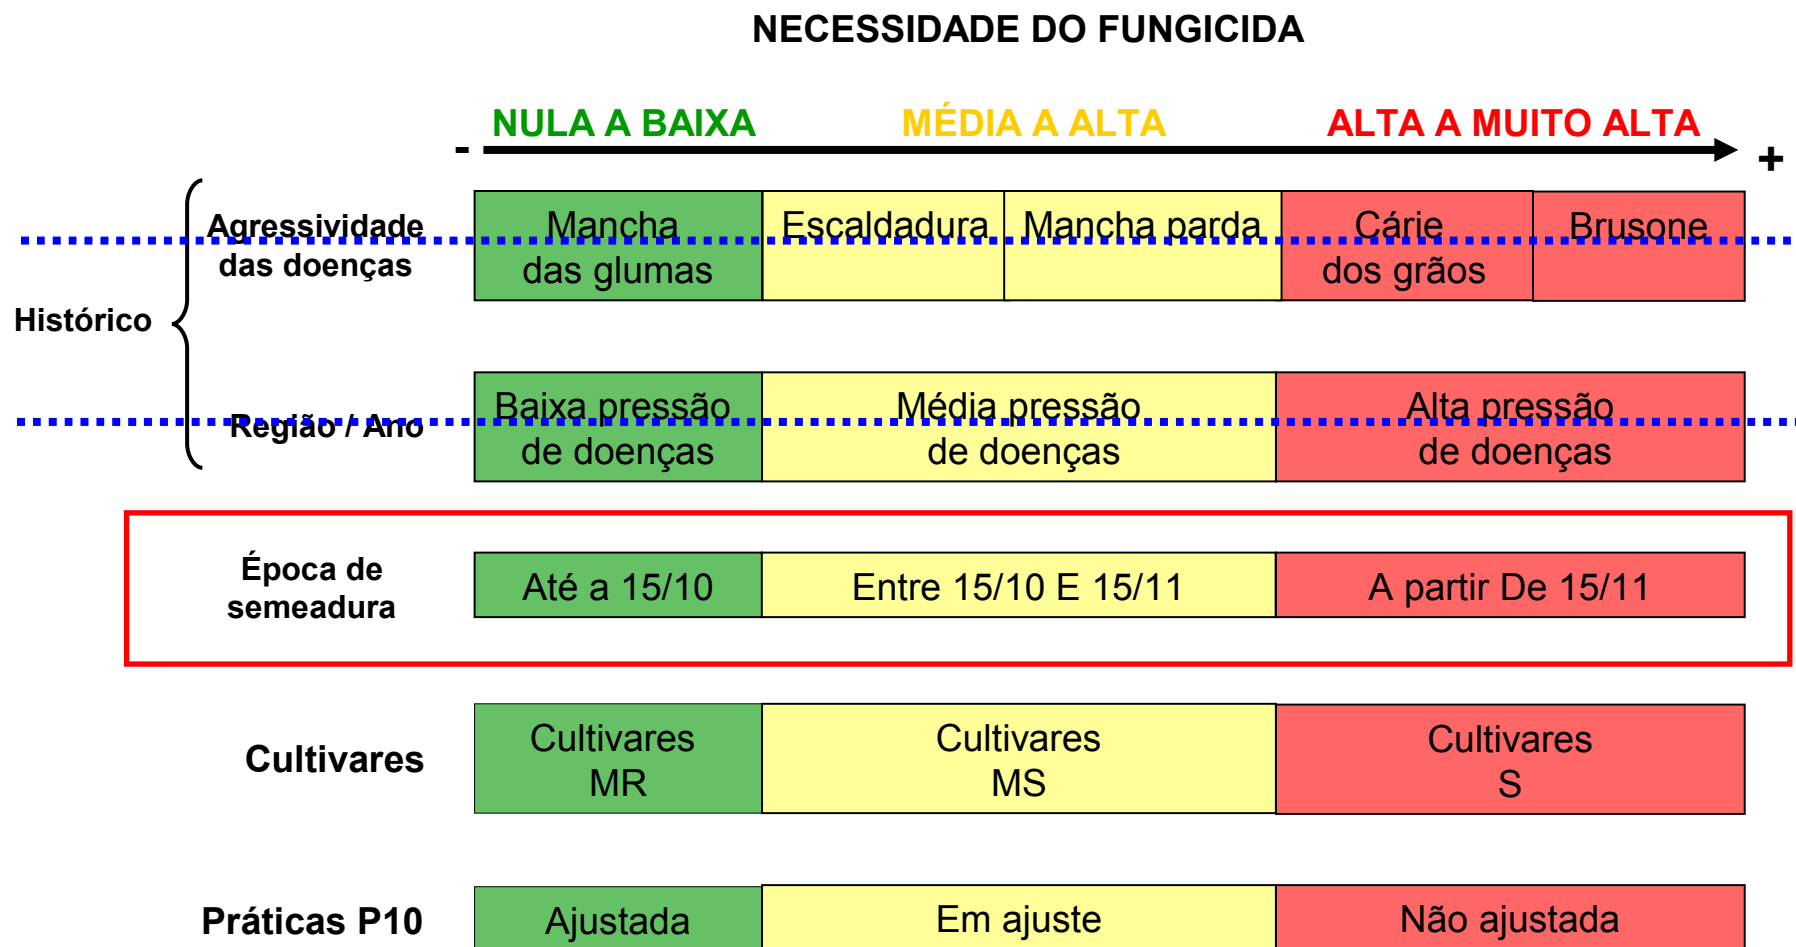 NECESSIDADE DO FUNGICIDA
NULA A BAIXA MÉDIA A ALTA ALTA A MUITO ALTA
- +
Histórico
Agressividade
das doenças
Mancha
das glumas
Escaldadura
Mancha parda
Cárie
dos grãos
Brusone
Região / Ano
Baixa pressão
de doenças
Média pressão
de doenças
Alta pressão
de doenças
Época de
semeadura
Até a 15/10
Entre 15/10 E 15/11
A partir De 15/11
Cultivares
Cultivares
MR
Cultivares
MS
Cultivares
S
Práticas P10
Ajustada
Em ajuste
Não ajustada